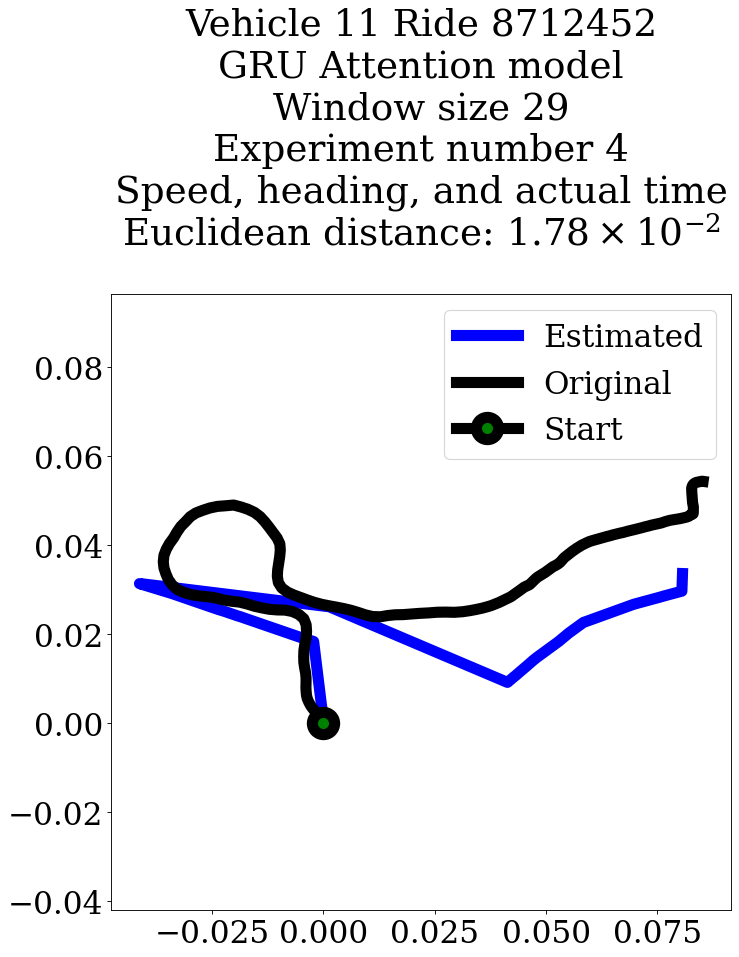 Vehicle 11 Ride 8712452
GRU Attention model
Window size 29
Experiment number 4
Speed, heading, and actual time
Euclidean distance: 1.78 × 10⁻²
Estimated
Original
Start
0.08
0.06
0.04
0.02
0.00
−0.02
−0.04
−0.025 0.000 0.025 0.050 0.075